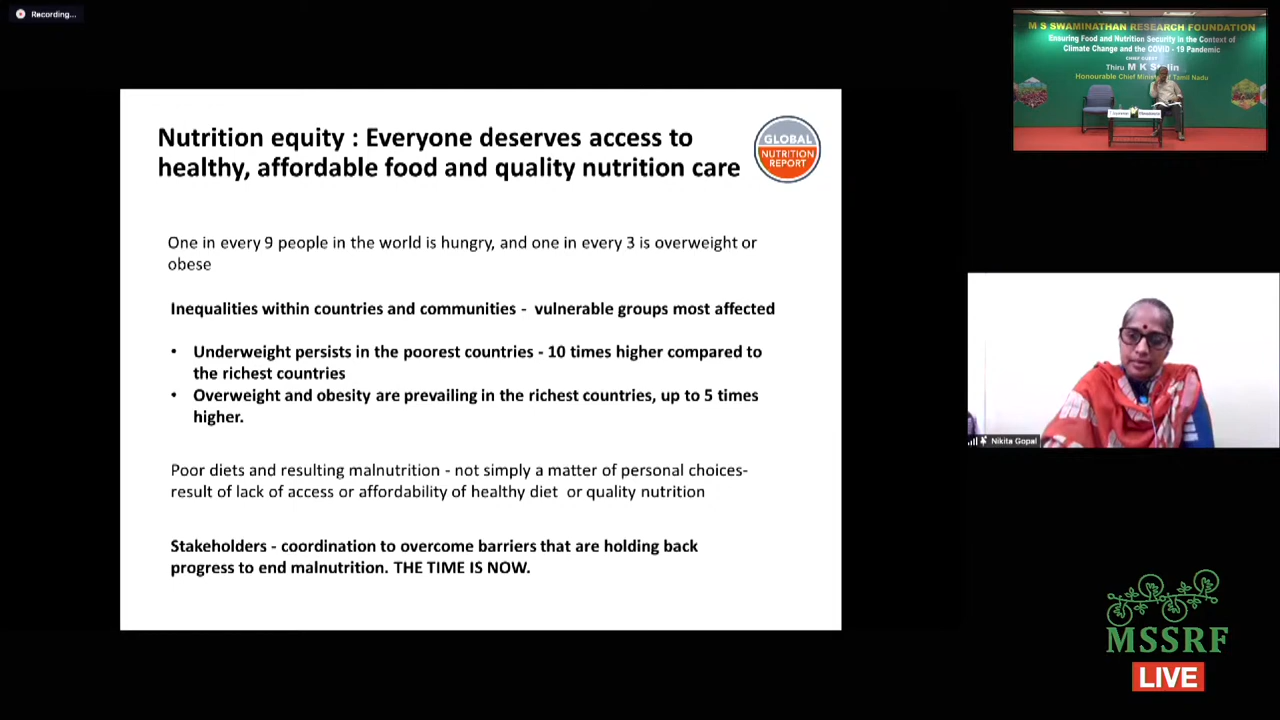 Recording...
M S SWAMINATHAN RESEARCH FOUNDATION
Ensuring Food and Nutrition Security in the Context of
Climate Change and the COVID - 19 Pandemic
CHIEF GUEST
Thiru M K
Honourable Chief Tamil Nadu
Nutrition equity : Everyone deserves access to
healthy, affordable food and quality nutrition care
GLOBAL
NUTRITION
REPORT
One in every 9 people in the world is hungry, and one in every 3 is overweight or
obese
Inequalities within countries and communities - vulnerable groups most affected
• Underweight persists in the poorest countries - 10 times higher compared to
the richest countries
• Overweight and obesity are prevailing in the richest countries, up to 5 times
higher.
Poor diets and resulting malnutrition - not simply a matter of personal choices-
result of lack of access or affordability of healthy diet or quality nutrition
Stakeholders - coordination to overcome barriers that are holding back
progress to end malnutrition. THE TIME IS NOW.
Nikita Gopal
MSSRF
LIVE